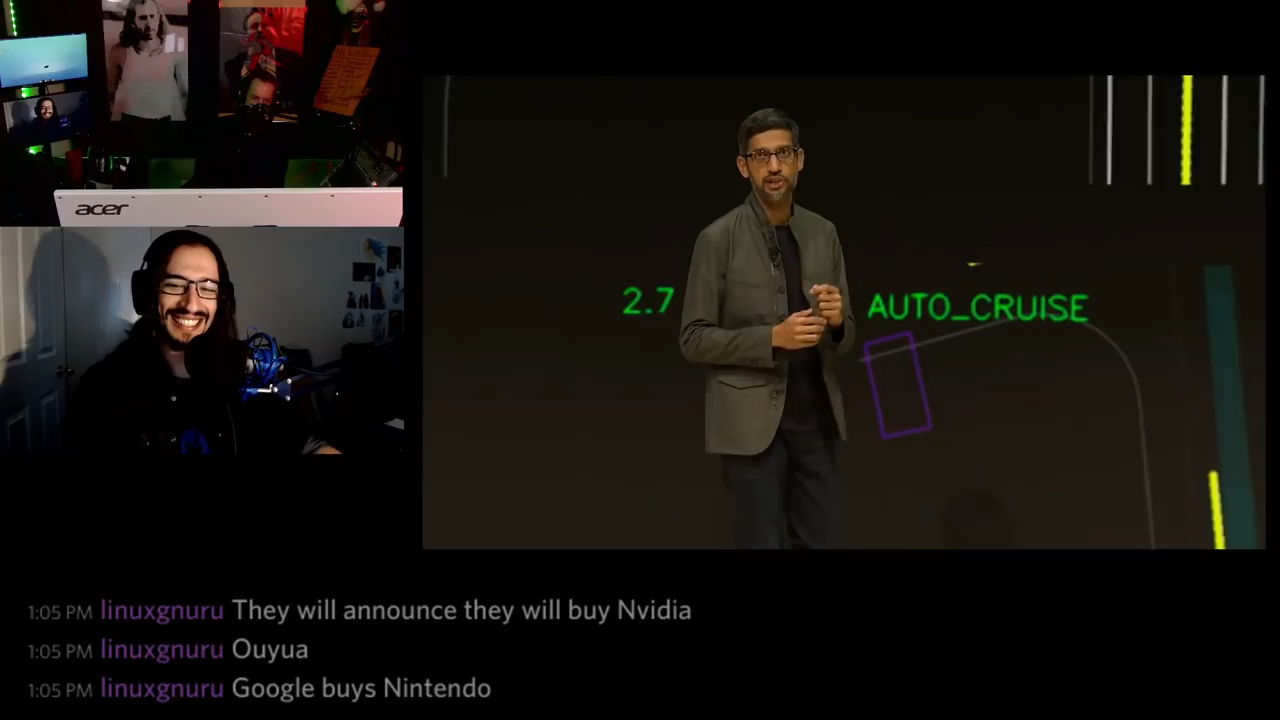 acer
2.7
AUTO_CRUISE
1:05 PM linuxgnuru They will announce they will buy Nvidia
1:05 PM linuxgnuru Ouyua
1:05 PM linuxgnuru Google buys Nintendo